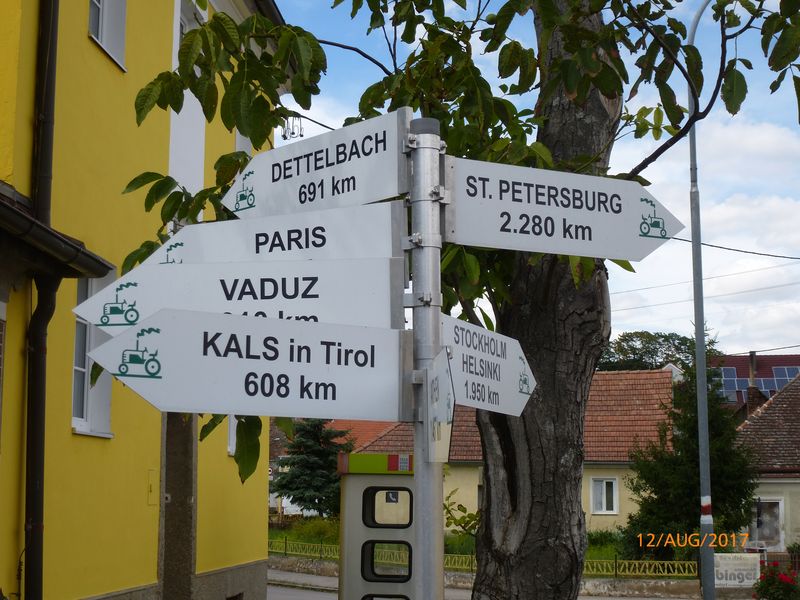 DETTELBACH
691 km
ST. PETERSBURG
2.280 km
PARIS
VADUZ
KALS in Tirol
608 km
STOCKHOLM
HELSINKI
1.950 km
12/AUG/2017
binger